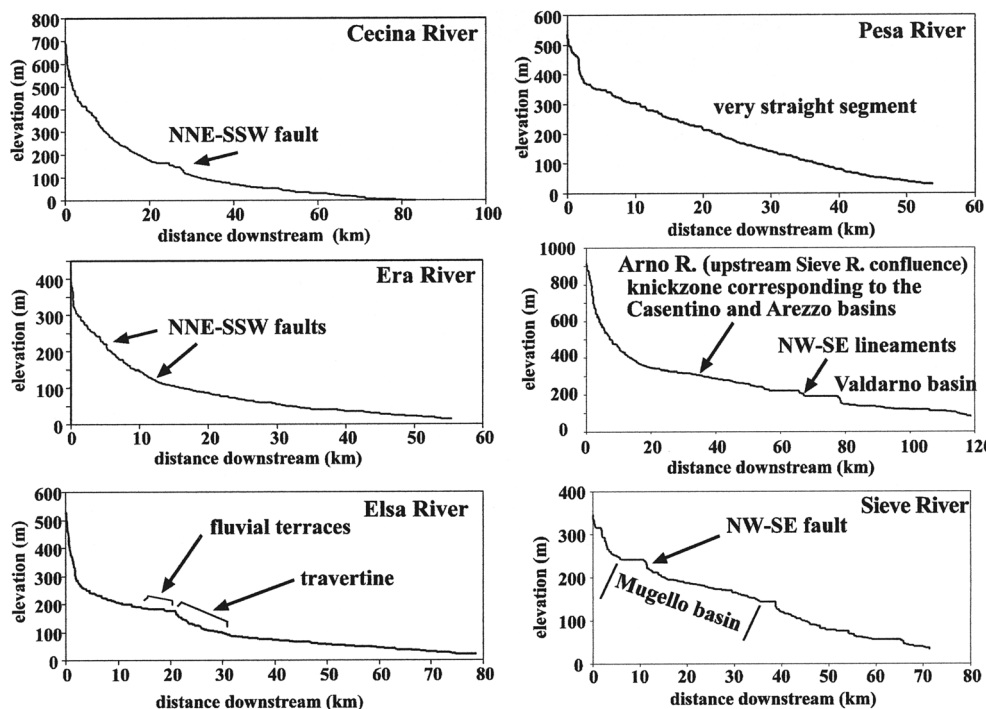 Cecina River
800
700
600
500
400
300
200
100
0
elevation (m)
NNE-SSW fault
0 20 40 60 80 100
distance downstream (km)
Pesa River
600
500
400
300
200
100
0
elevation (m)
very straight segment
0 10 20 30 40 50 60
distance downstream (km)
Era River
400
300
200
100
0
elevation (m)
NNE-SSW faults
0 13 20 30 40 50 60
distance downstream (km)
1000
800
600
400
200
0
elevation (m)
Arno R. (upstream Sieve R. confluence)
knickzone corresponding to the
Casentino and Arezzo basins
NW-SE lineaments
Valdarno basin
0 20 40 60 80 100 120
distance downstream (km)
Elsa River
600
500
400
300
200
100
0
elevation (m)
fluvial terraces
travertine
0 10 20 30 40 50 60 70 80
distance downstream (km)
Sieve River
400
300
200
100
0
elevation (m)
NW-SE fault
Mugello basin
0 10 20 30 40 50 60 70 80
distance downstream (km)